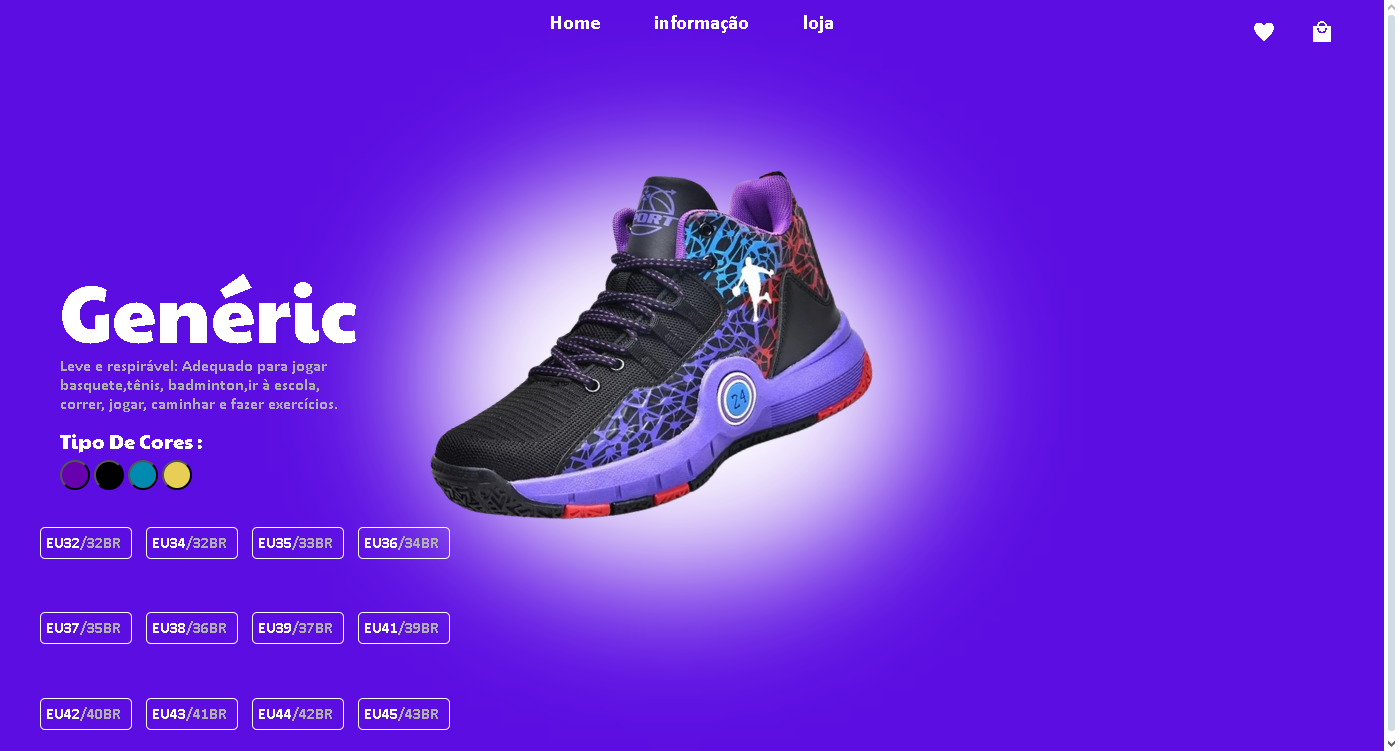 Home informação loja
PORT
24
Genéric
Leve e respirável: Adequado para jogar
basquete,tênis, badminton,ir à escola,
correr, jogar, caminhar e fazer exercícios.
Tipo De Cores :
EU32/32BR EU34/32BR EU35/33BR EU36/34BR
EU37/35BR EU38/36BR EU39/37BR EU41/39BR
EU42/40BR EU43/41BR EU44/42BR EU45/43BR